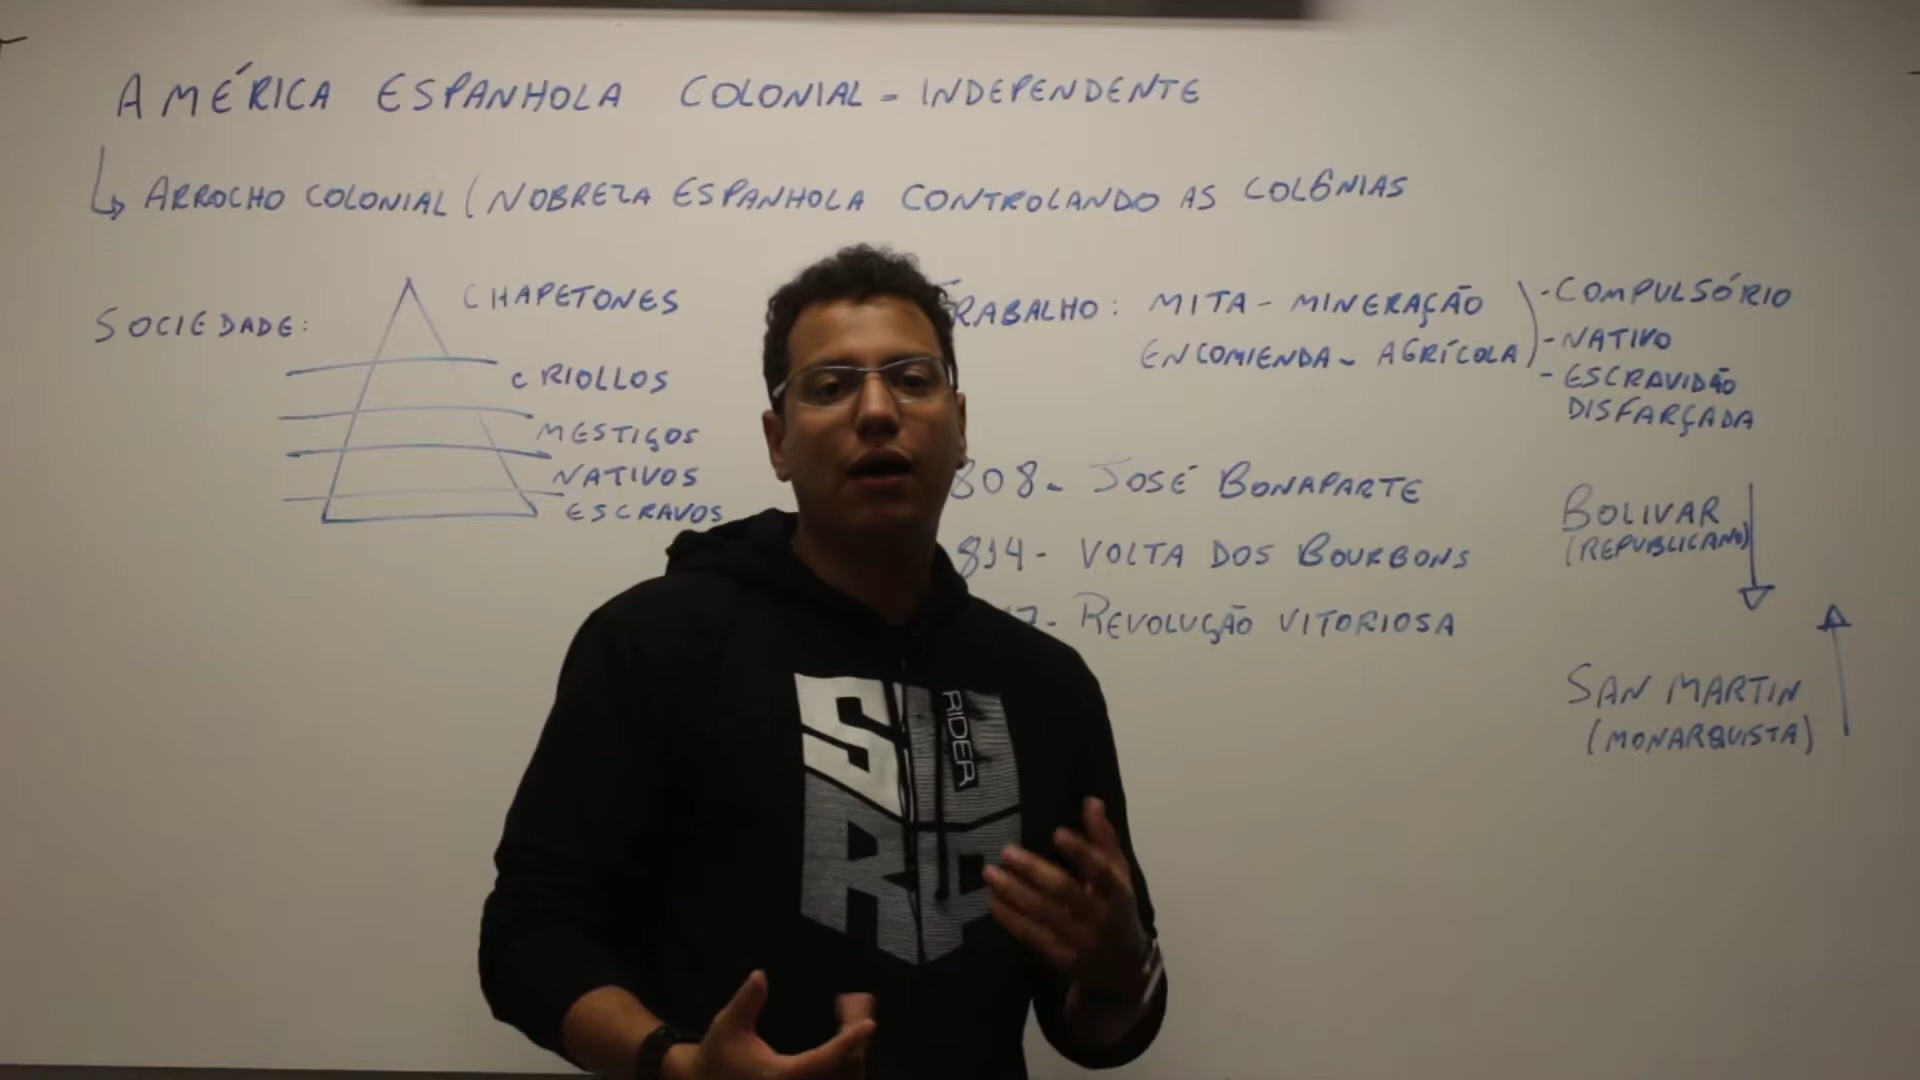 AMÉRICA ESPANHOLA COLONIAL - INDEPENDENTE
↳ ARROCHO COLONIAL (NOBREZA ESPANHOLA CONTROLANDO AS COLÔNIAS
SOCIEDADE:
CHAPETONES
CRIOLLOS
MESTIÇOS
NATIVOS
ESCRAVOS
TRABALHO: MITA - MINERAÇÃO
ENCOMIENDA - AGRÍCOLA
- COMPULSÓRIO
- NATIVO
- ESCRAVIDÃO
DISFARÇADA
808 - JOSÉ BONAPARTE
814 - VOLTA DOS BOURBONS
7 - REVOLUÇÃO VITORIOSA
BOLIVAR
(REPUBLICANO)
SAN MARTIN
(MONARQUISTA)
RIDER